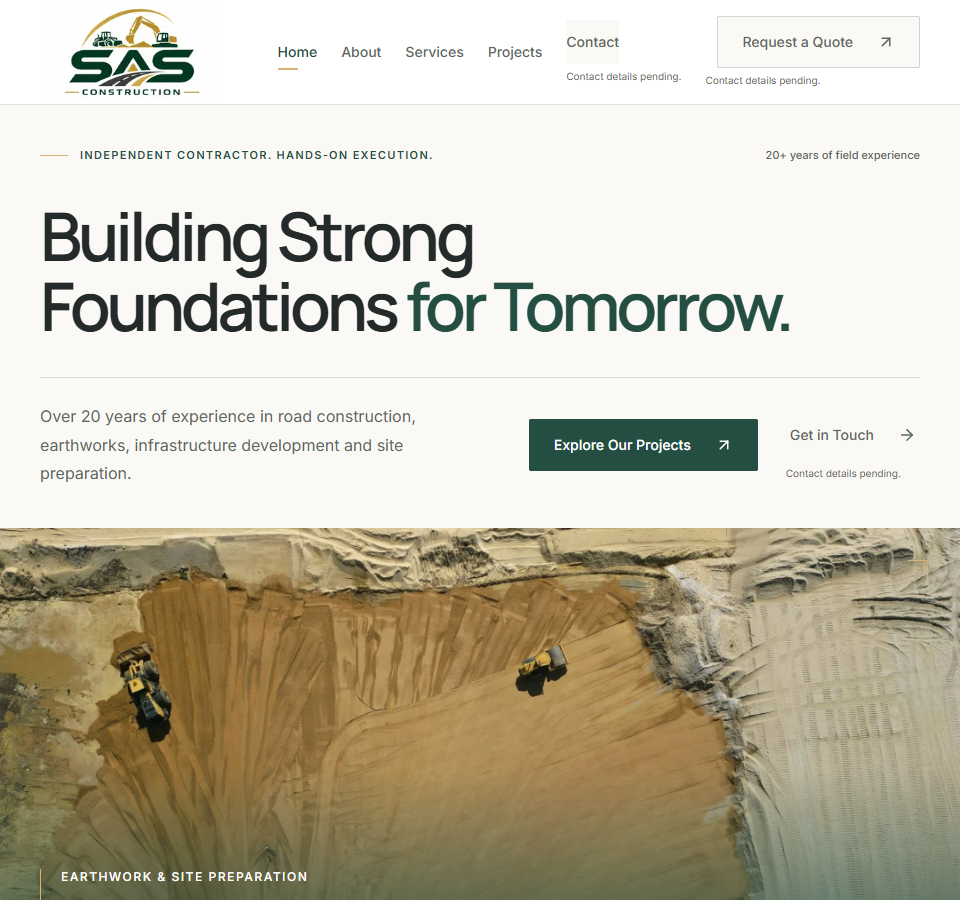 SAS
CONSTRUCTION
Home
About
Services
Projects
Contact
Contact details pending.
Request a Quote
Contact details pending.
INDEPENDENT CONTRACTOR. HANDS-ON EXECUTION.
20+ years of field experience
Building Strong
Foundations for Tomorrow.
Over 20 years of experience in road construction,
earthworks, infrastructure development and site
preparation.
Explore Our Projects
Get in Touch
Contact details pending.
EARTHWORK & SITE PREPARATION